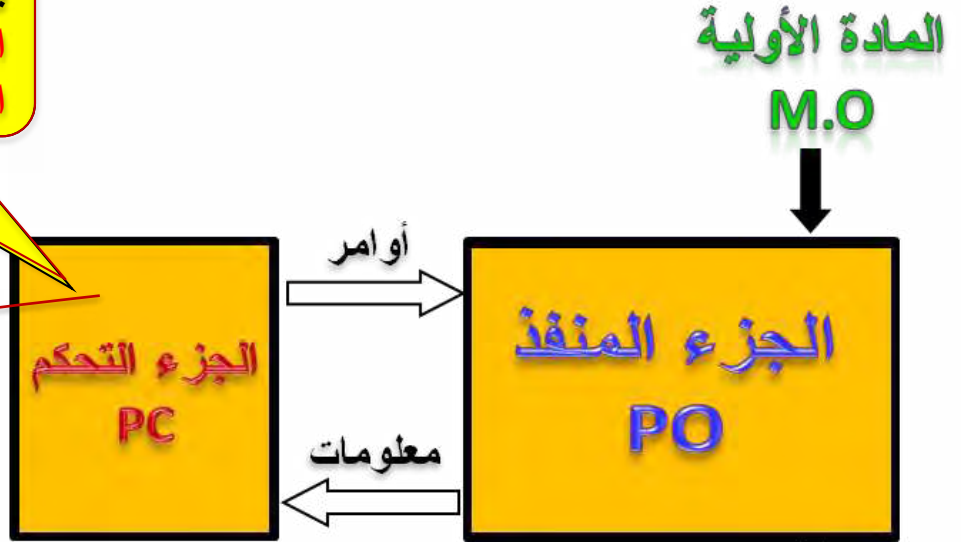 المادة الأولية
M.O
أوامر
الجزء المنفذ
PO
الجزء التحكم
PC
معلومات